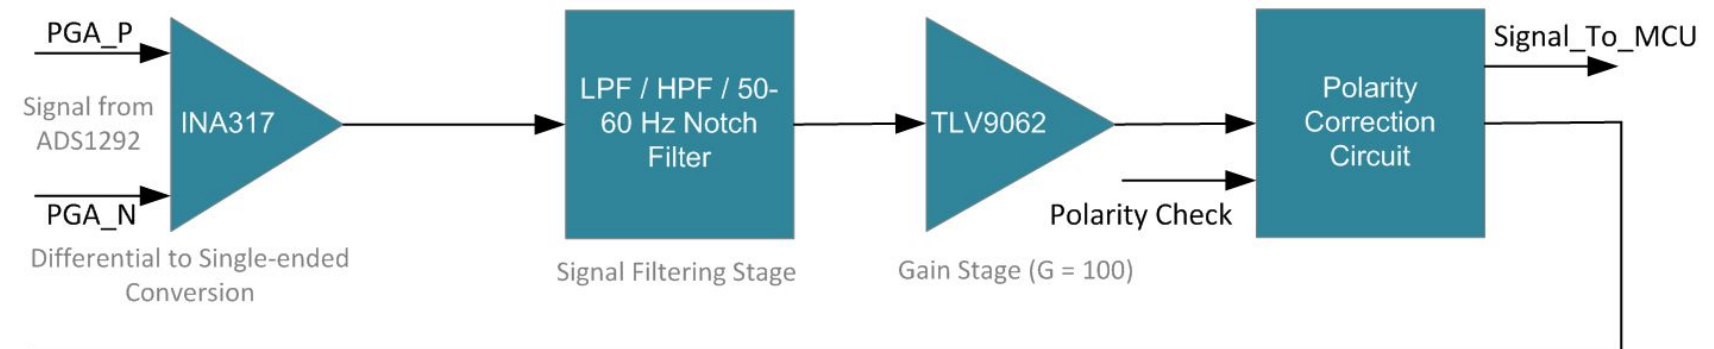 PGA_P
Signal from
ADS1292
PGA_N
INA317
Differential to Single-ended
Conversion
LPF / HPF / 50-
60 Hz Notch
Filter
Signal Filtering Stage
TLV9062
Gain Stage (G = 100)
Polarity Check
Polarity
Correction
Circuit
Signal_To_MCU